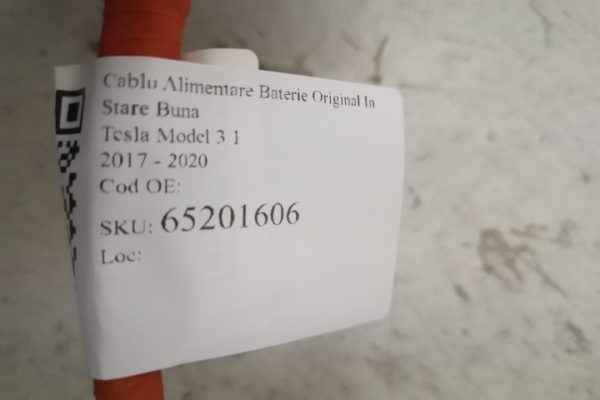 Cablu Alimentare Baterie Original In
Stare Buna
Tesla Model 3 1
2017 - 2020
Cod OE:
SKU: 65201606
Loc: